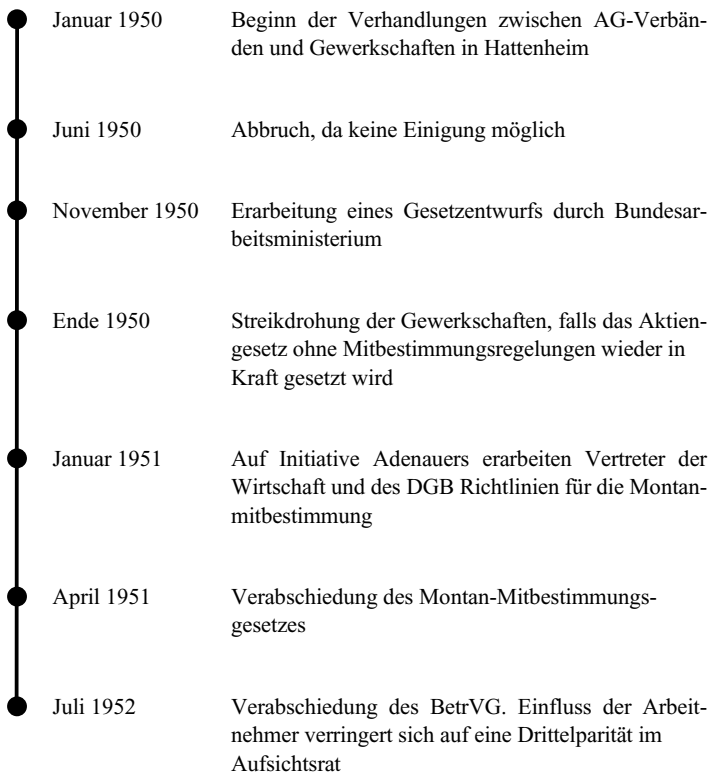 Januar 1950 Beginn der Verhandlungen zwischen AG-Verbän-
den und Gewerkschaften in Hattenheim
Juni 1950 Abbruch, da keine Einigung möglich
November 1950 Erarbeitung eines Gesetzentwurfs durch Bundesar-
beitsministerium
Ende 1950 Streikdrohung der Gewerkschaften, falls das Aktien-
gesetz ohne Mitbestimmungsregelungen wieder in
Kraft gesetzt wird
Januar 1951 Auf Initiative Adenauers erarbeiten Vertreter der
Wirtschaft und des DGB Richtlinien für die Montan-
mitbestimmung
April 1951 Verabschiedung des Montan-Mitbestimmungs-
gesetzes
Juli 1952 Verabschiedung des BetrVG. Einfluss der Arbeit-
nehmer verringert sich auf eine Drittelparität im
Aufsichtsrat